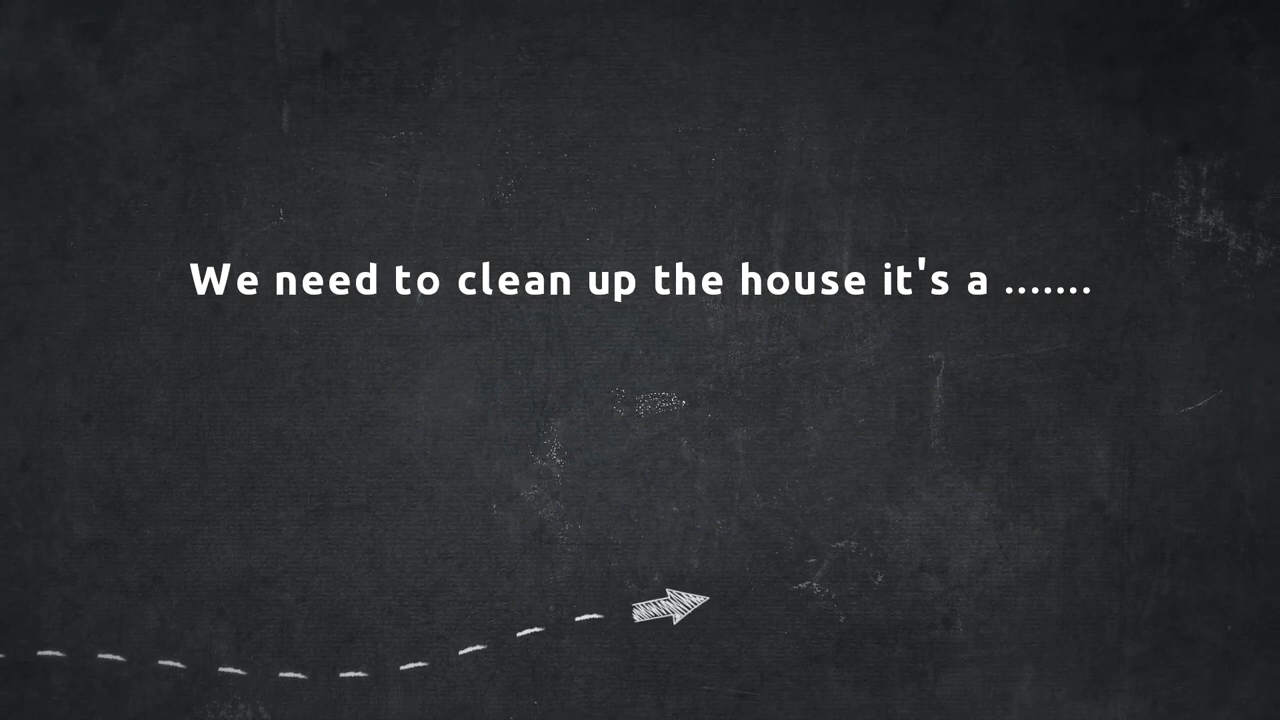 We need to clean up the house it's a .......